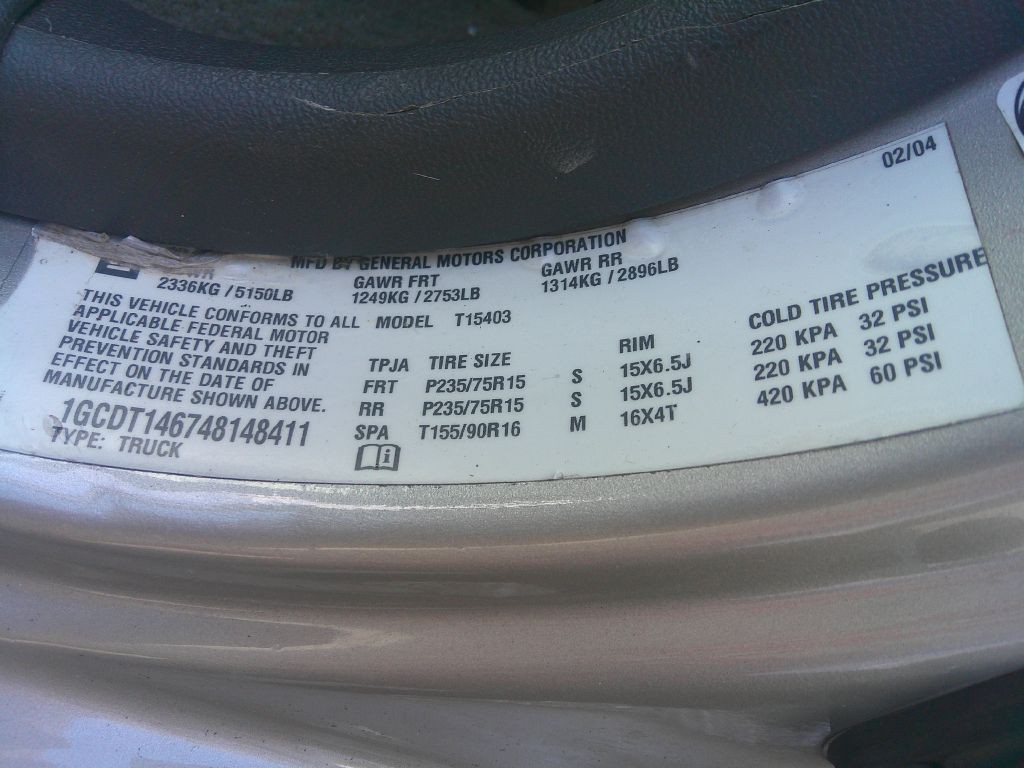 02/04
MFD BY GENERAL MOTORS CORPORATION
GAWR FRT GAWR RR
2336KG / 5150LB 1249KG / 2753LB 1314KG / 2896LB
THIS VEHICLE CONFORMS TO ALL
APPLICABLE FEDERAL MOTOR
VEHICLE SAFETY AND THEFT
PREVENTION STANDARDS IN
EFFECT ON THE DATE OF
MANUFACTURE SHOWN ABOVE.
1GCDT146748148411
TYPE: TRUCK
MODEL T15403
TPJA TIRE SIZE RIM COLD TIRE PRESSURE
FRT P235/75R15 S 15X6.5J 220 KPA 32 PSI
RR P235/75R15 S 15X6.5J 220 KPA 32 PSI
SPA T155/90R16 M 16X4T 420 KPA 60 PSI
i